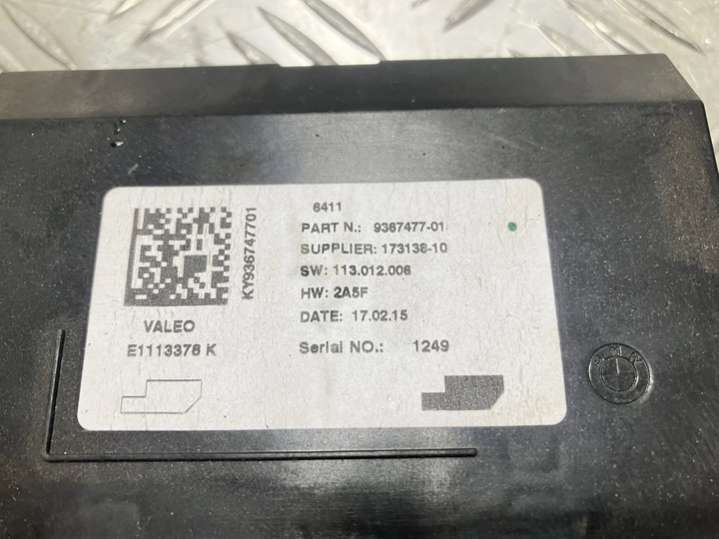 6411
PART N.: 9367477-01
SUPPLIER: 173138-10
SW: 113.012.006
HW: 2A5F
DATE: 17.02.15
Serial NO.: 1249
KY936747701
VALEO
E1113378 K
BMW